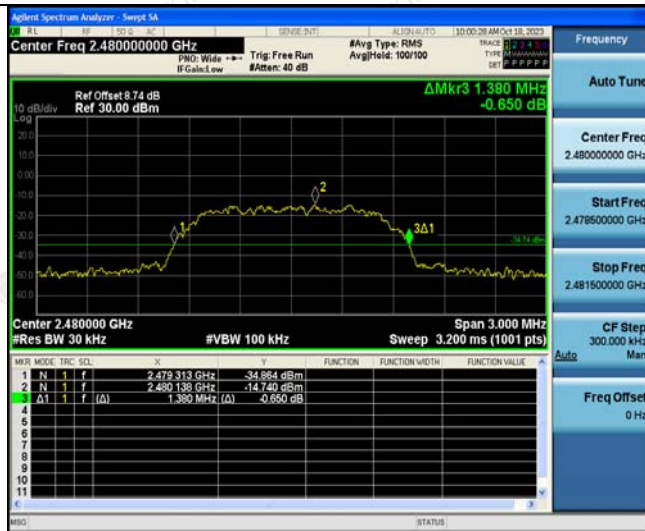 Agilent Spectrum Analyzer - Swept SA
RL RF 50 Ω AC SENSE:INT ALIGN AUTO 10:00:28 AM Oct 18, 2023
Center Freq 2.480000000 GHz
PNO: Wide
IFGain:Low
Trig: Free Run
#Atten: 40 dB
#Avg Type: RMS
Avg|Hold: 100/100
TRACE 1 2 3 4 5 6
TYPE
DET P P P P P P
Frequency
ΔMkr3 1.380 MHz
-0.650 dB
Ref Offset 8.74 dB
Ref 30.00 dBm
10 dB/div
Log
20.0
10.0
0.00
-10.0
-20.0
-30.0
-40.0
-50.0
-60.0
1
2
3Δ1
-34.74 dBm
Center 2.480000 GHz
Span 3.000 MHz
#Res BW 30 kHz
#VBW 100 kHz
Sweep 3.200 ms (1001 pts)
MKR MODE TRC SCL X Y FUNCTION FUNCTION WIDTH FUNCTION VALUE
1 N 1 f 2.479 313 GHz -34.864 dBm
2 N 1 f 2.480 138 GHz -14.740 dBm
3 Δ1 1 f (Δ) 1.380 MHz (Δ) -0.650 dB
4
5
6
7
8
9
10
11
MSG
STATUS
Auto Tune
Center Freq
2.480000000 GHz
Start Freq
2.478500000 GHz
Stop Freq
2.481500000 GHz
CF Step
300.000 kHz
Auto Man
Freq Offset
0 Hz